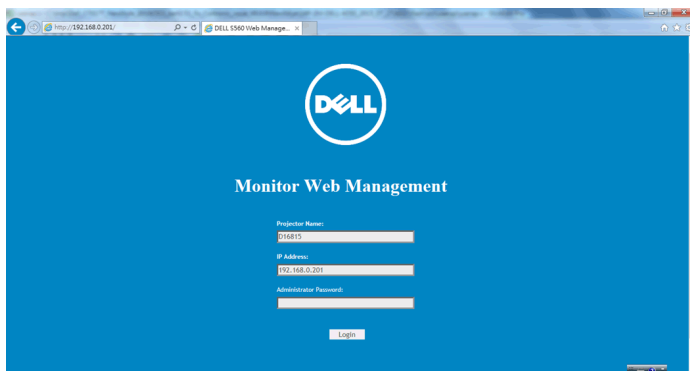 http://192.168.0.201/
DELL S560 Web Manage...
DELL
Monitor Web Management
Projector Name:
D16815
IP Address:
192.168.0.201
Administrator Password:
Login